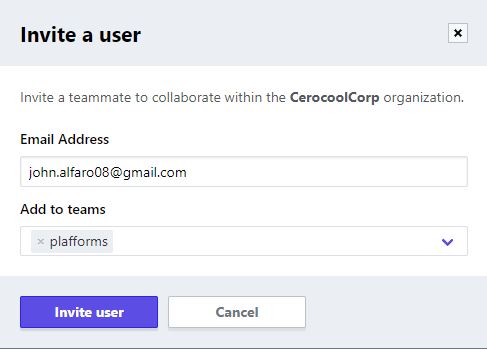 Invite a user
Invite a teammate to collaborate within the CerocoolCorp organization.
Email Address
john.alfaro08@gmail.com
Add to teams
× plafforms
Invite user
Cancel